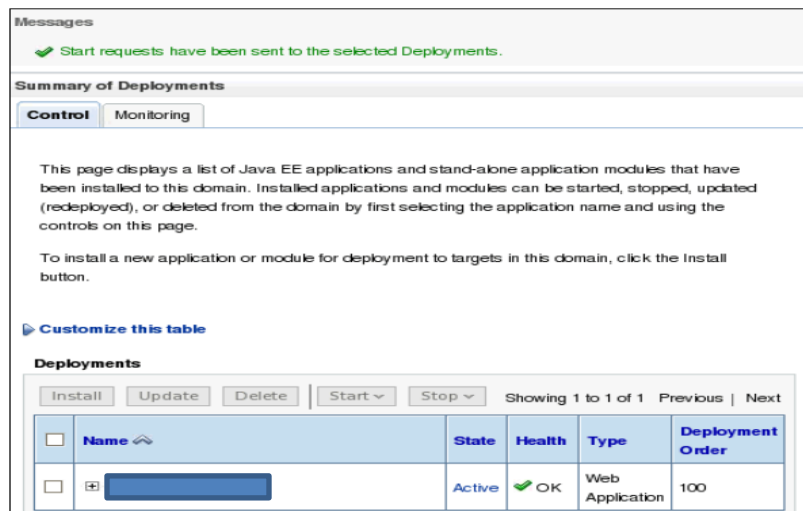 Messages
Start requests have been sent to the selected Deployments.
Summary of Deployments
Control Monitoring
This page displays a list of Java EE applications and stand-alone application modules that have
been installed to this domain. Installed applications and modules can be started, stopped, updated
(redeployed), or deleted from the domain by first selecting the application name and using the
controls on this page.
To install a new application or module for deployment to targets in this domain, click the Install
button.
Customize this table
Deployments
Install Update Delete Start Stop Showing 1 to 1 of 1 Previous | Next
Name State Health Type Deployment
Order
Active OK Web
Application 100